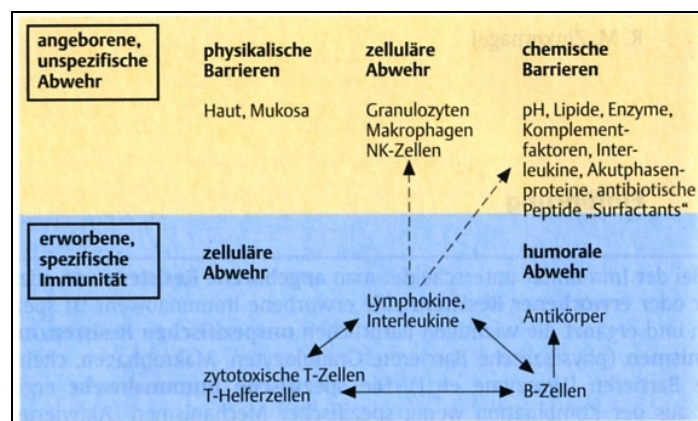 R. M. Zinkernagel
angeborene,
unspezifische
Abwehr
physikalische
Barrieren
Haut, Mukosa
zelluläre
Abwehr
Granulozyten
Makrophagen
NK-Zellen
chemische
Barrieren
pH, Lipide, Enzyme,
Komplement-
faktoren, Inter-
leukine, Akutphasen-
proteine, antibiotische
Peptide „Surfactants“
erworbene,
spezifische
Immunität
zelluläre
Abwehr
humorale
Abwehr
Lymphokine,
Interleukine
Antikörper
zytotoxische T-Zellen
T-Helferzellen
B-Zellen